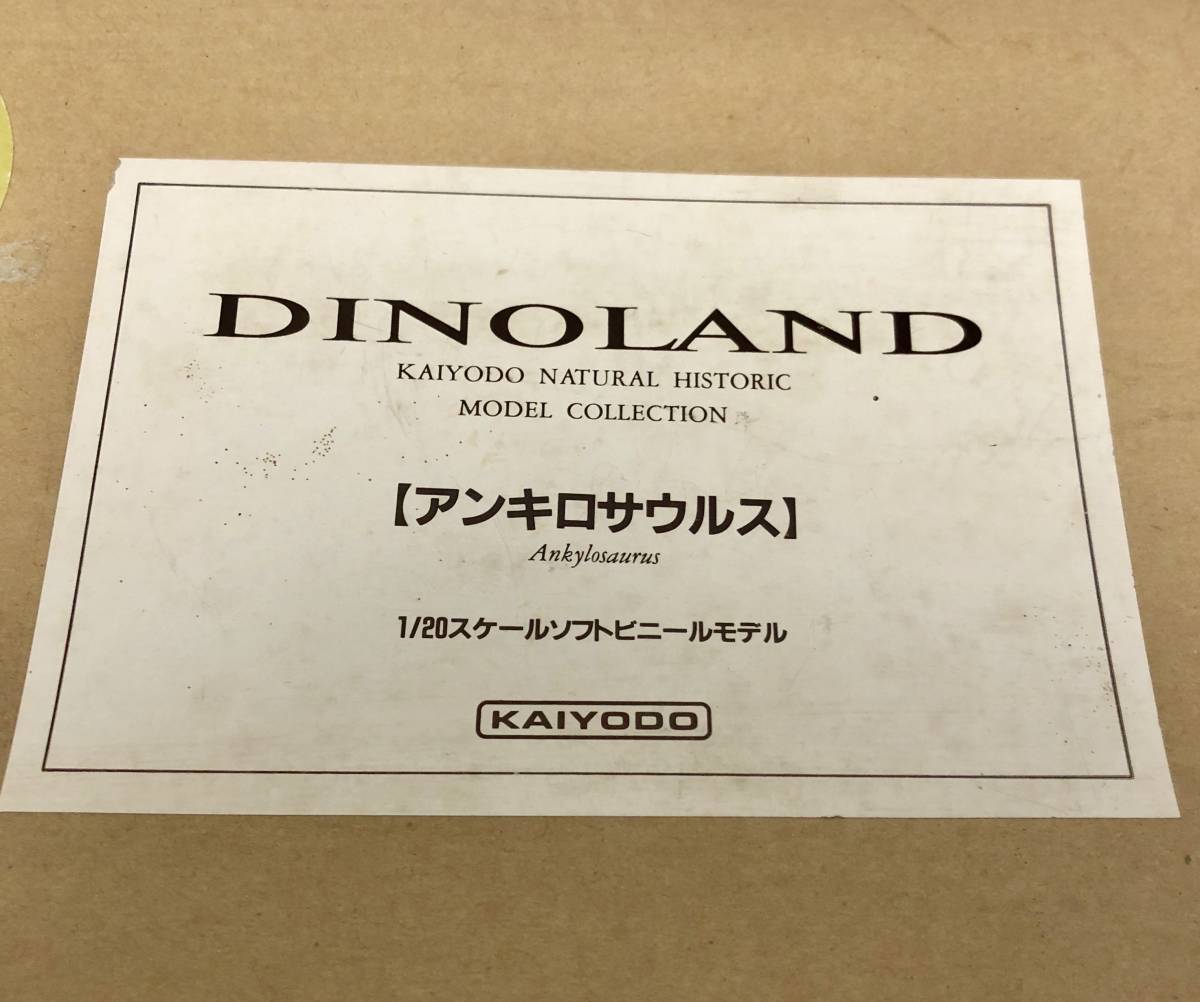 DINOLAND
KAIYODO NATURAL HISTORIC
MODEL COLLECTION
【アンキロサウルス】
Ankylosaurus
1/20スケールソフトビニールモデル
KAIYODO